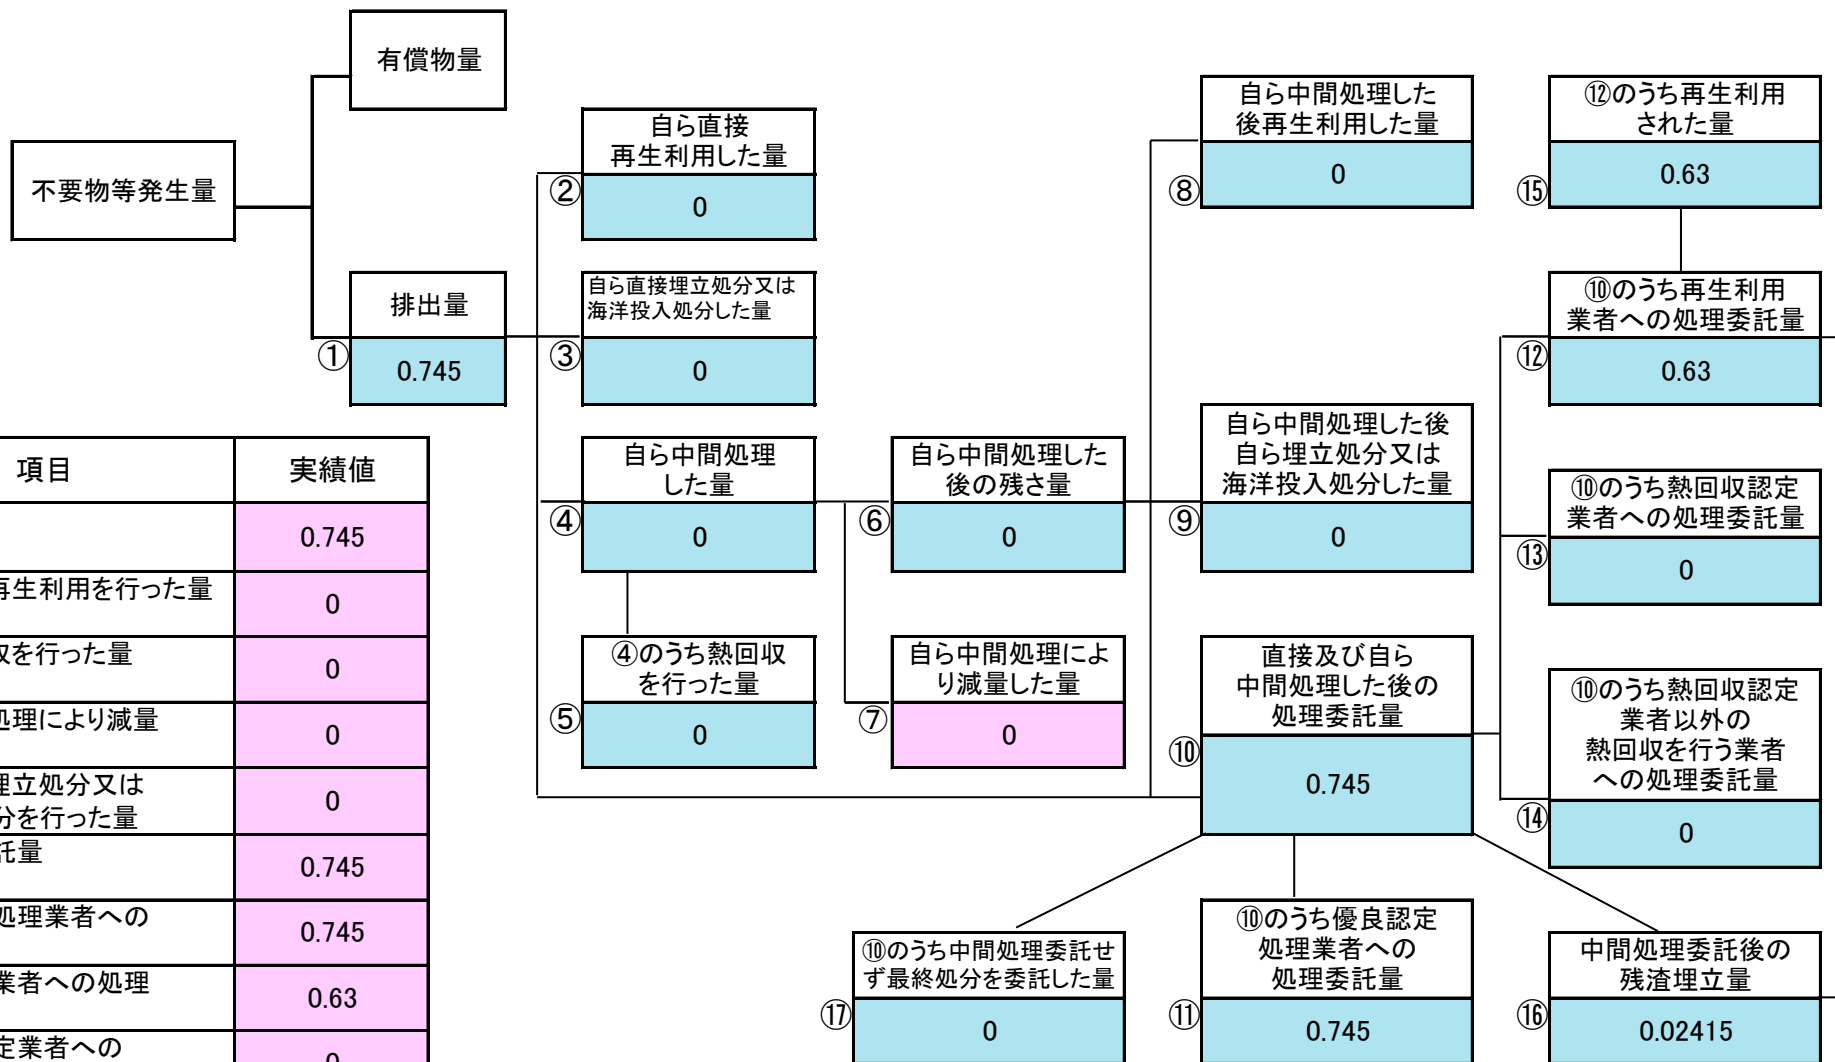 有償物量
不要物等発生量
排出量
①
0.745
自ら直接
再生利用した量
②
0
自ら直接埋立処分又は
海洋投入処分した量
③
0
自ら中間処理
した量
④
0
④のうち熱回収
を行った量
⑤
0
自ら中間処理した
後の残さ量
⑥
0
自ら中間処理によ
り減量した量
⑦
0
自ら中間処理した
後再生利用した量
⑧
0
自ら中間処理した後
自ら埋立処分又は
海洋投入処分した量
⑨
0
直接及び自ら
中間処理した後の
処理委託量
⑩
0.745
⑩のうち優良認定
処理業者への
処理委託量
⑪
0.745
⑫のうち再生利用
された量
⑮
0.63
⑩のうち再生利用
業者への処理委託量
⑫
0.63
⑩のうち熱回収認定
業者への処理委託量
⑬
0
⑩のうち熱回収認定
業者以外の
熱回収を行う業者
への処理委託量
⑭
0
中間処理委託後の
残渣埋立量
⑯
0.02415
⑩のうち中間処理委託せ
ず最終処分を委託した量
⑰
0
項目 実績値
0.745
再生利用を行った量 0
を行った量 0
処理により減量 0
埋立処分又は
分を行った量 0
託量 0.745
処理業者への 0.745
業者への処理 0.63
定業者への 0